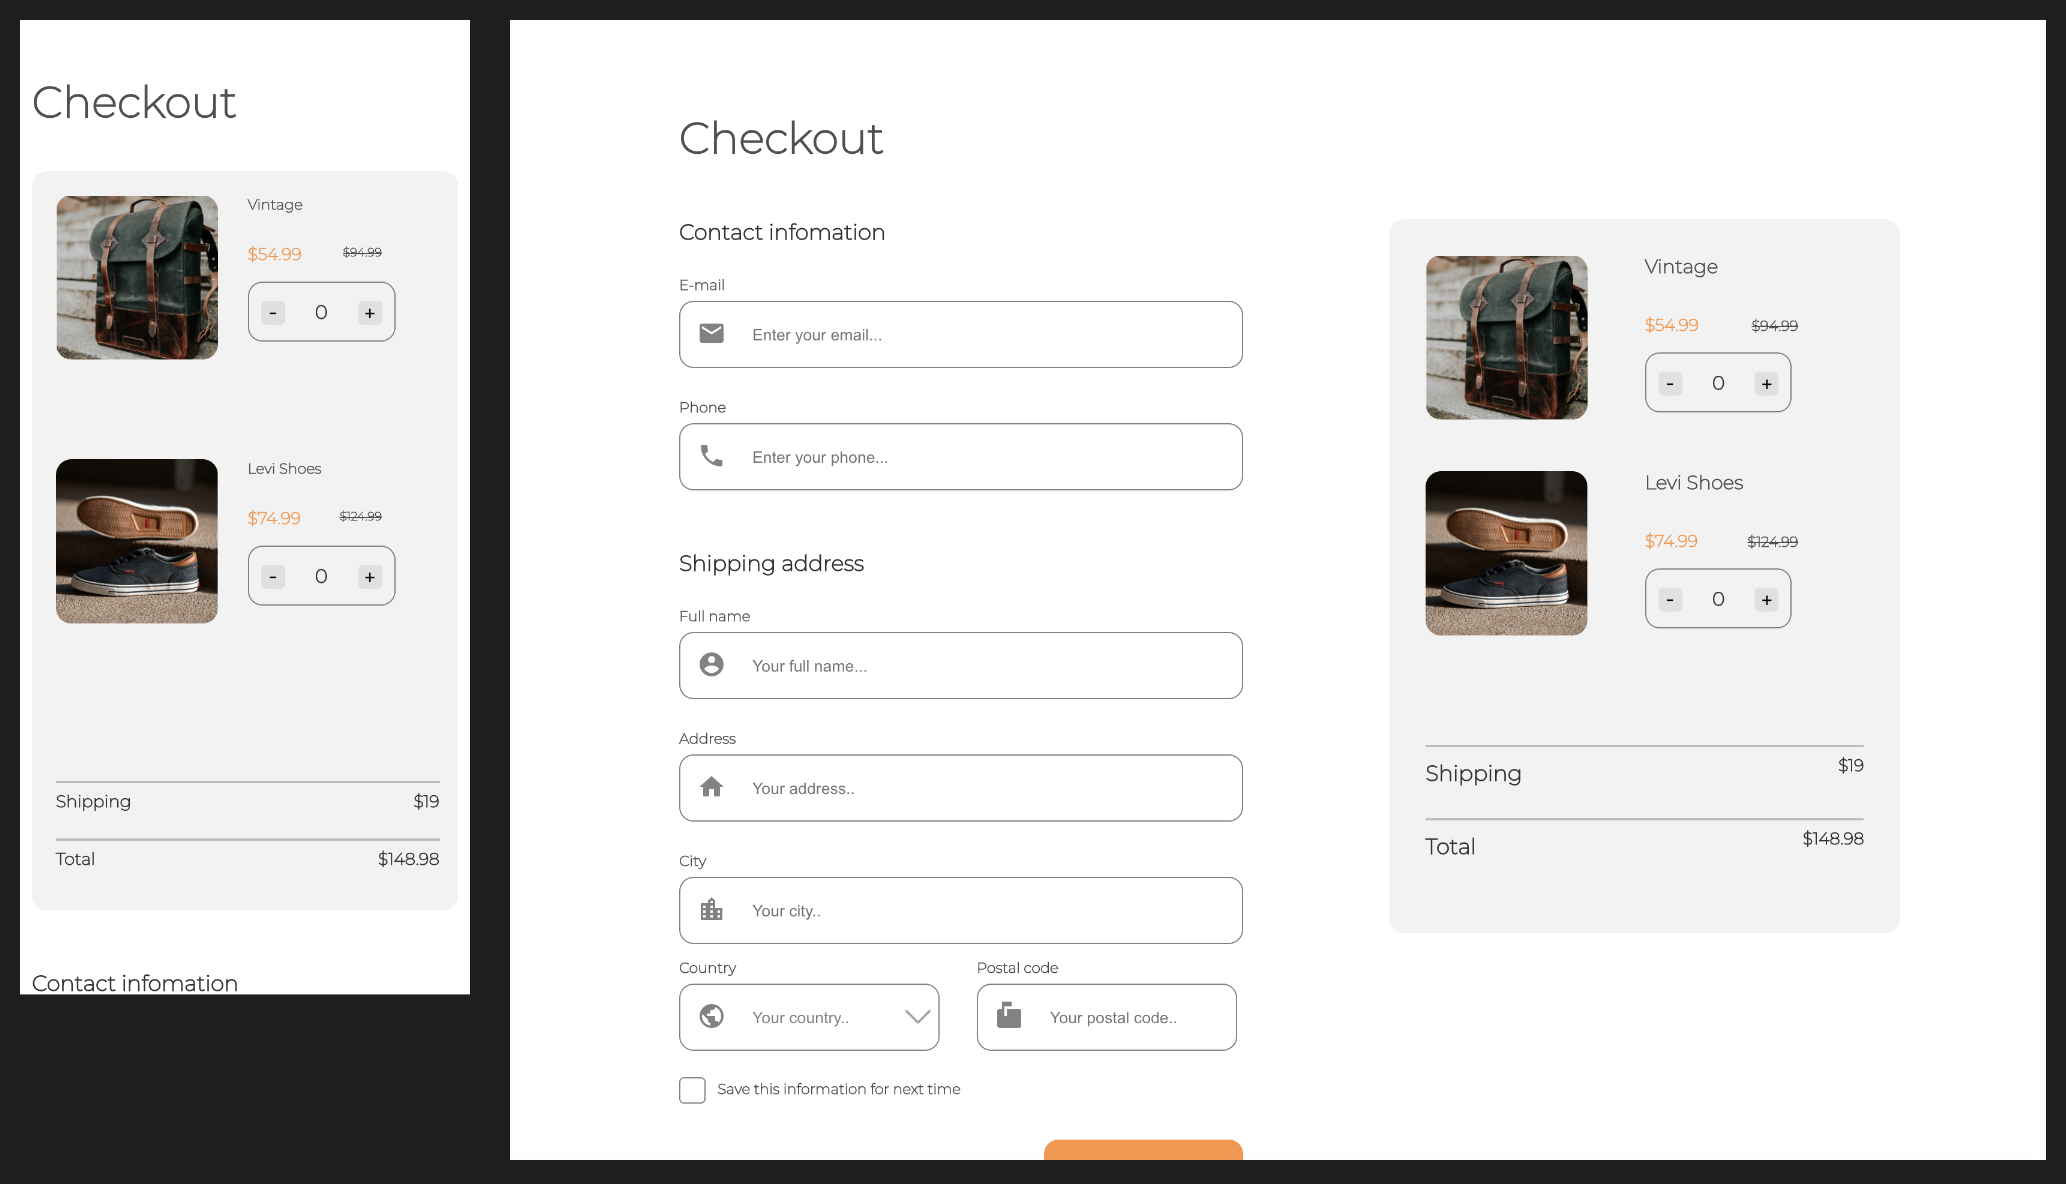 Checkout
Vintage
$54.99 $94.99
- 0 +
Levi Shoes
$74.99 $124.99
- 0 +
Shipping $19
Total $148.98
Contact infomation
Checkout
Contact infomation
E-mail
Enter your email...
Phone
Enter your phone...
Shipping address
Full name
Your full name...
Address
Your address..
City
Your city..
Country Postal code
Your country.. Your postal code..
Save this information for next time
Vintage
$54.99 $94.99
- 0 +
Levi Shoes
$74.99 $124.99
- 0 +
Shipping $19
Total $148.98